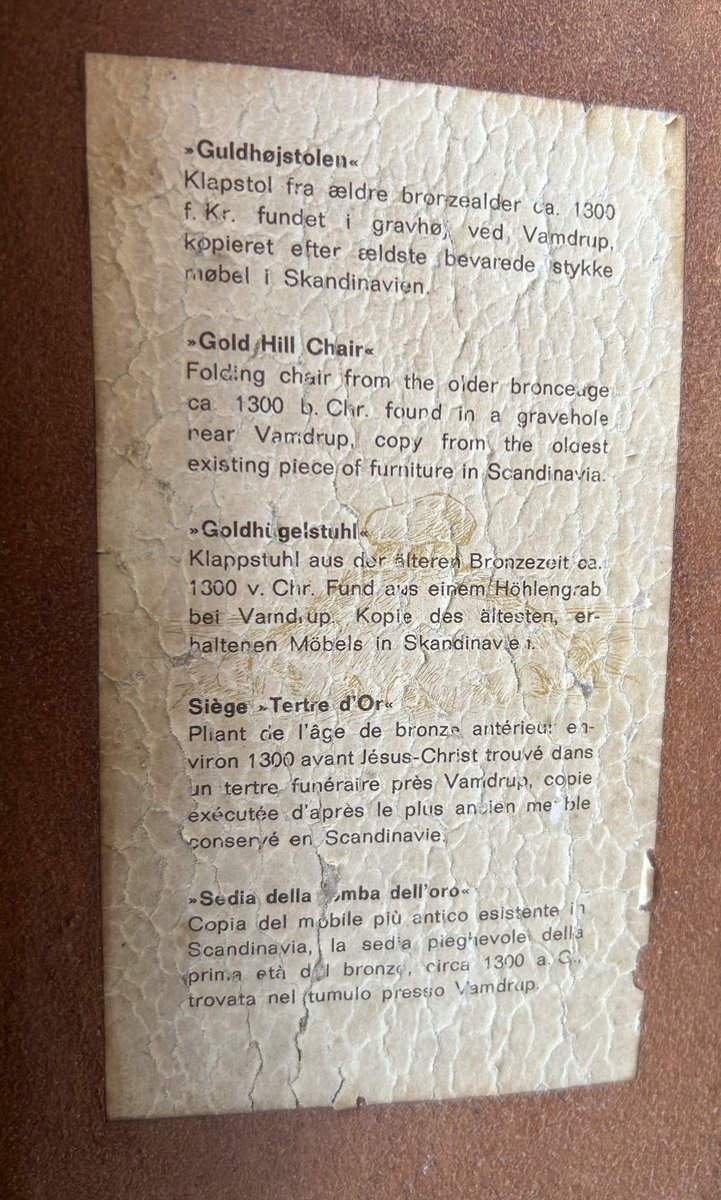 »Guldhøjstolen«
Klapstol fra ældre bronzealder ca. 1300
f. Kr. fundet i gravhøj ved Vamdrup,
kopieret efter ældste bevarede stykke
møbel i Skandinavien.
»Gold Hill Chair«
Folding chair from the older bronceage
ca. 1300 b. Chr. found in a gravehole
near Vamdrup, copy from the oldest
existing piece of furniture in Scandinavia.
»Goldhügelstuhl«
Klappstuhl aus der älteren Bronzezeit ca.
1300 v. Chr. Fund aus einem Höhlengrab
bei Vamdrup. Kopie des ältesten, er-
haltenen Möbels in Skandinavien.
Siège »Tertre d'Or«
Pliant de l'âge de bronze antérieur en-
viron 1300 avant Jésus-Christ trouvé dans
un tertre funéraire près Vamdrup, copie
exécutée d'après le plus ancien meuble
conservé en Scandinavie.
»Sedia della tomba dell'oro«
Copia del mobile più antico esistente in
Scandinavia, la sedia pieghevole della
prima età del bronzo, circa 1300 a. C.,
trovata nel tumulo presso Vamdrup.